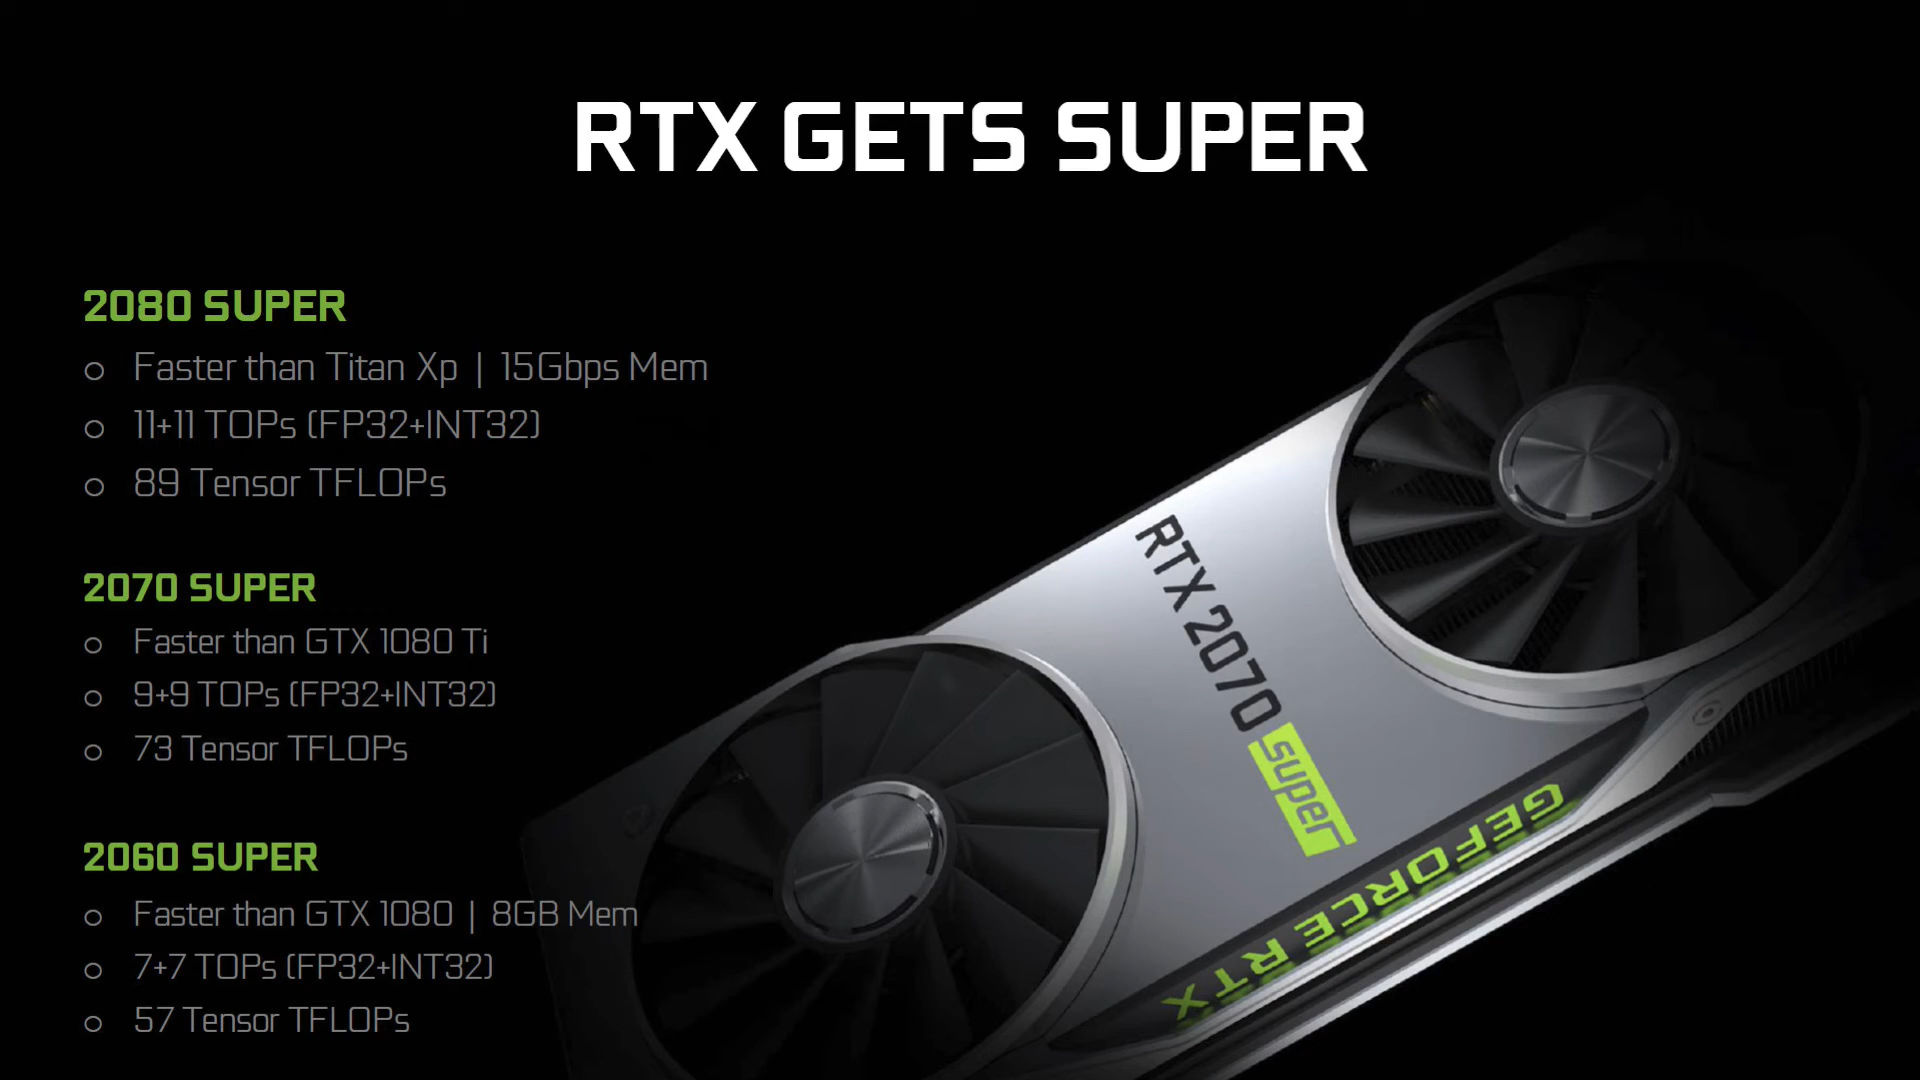 RTX GETS SUPER
2080 SUPER
o Faster than Titan Xp | 15Gbps Mem
o 11+11 TOPs (FP32+INT32)
o 89 Tensor TFLOPs
2070 SUPER
o Faster than GTX 1080 Ti
o 9+9 TOPs (FP32+INT32)
o 73 Tensor TFLOPs
2060 SUPER
o Faster than GTX 1080 | 8GB Mem
o 7+7 TOPs (FP32+INT32)
o 57 Tensor TFLOPs
RTX 2070
super
GEFORCE RTX